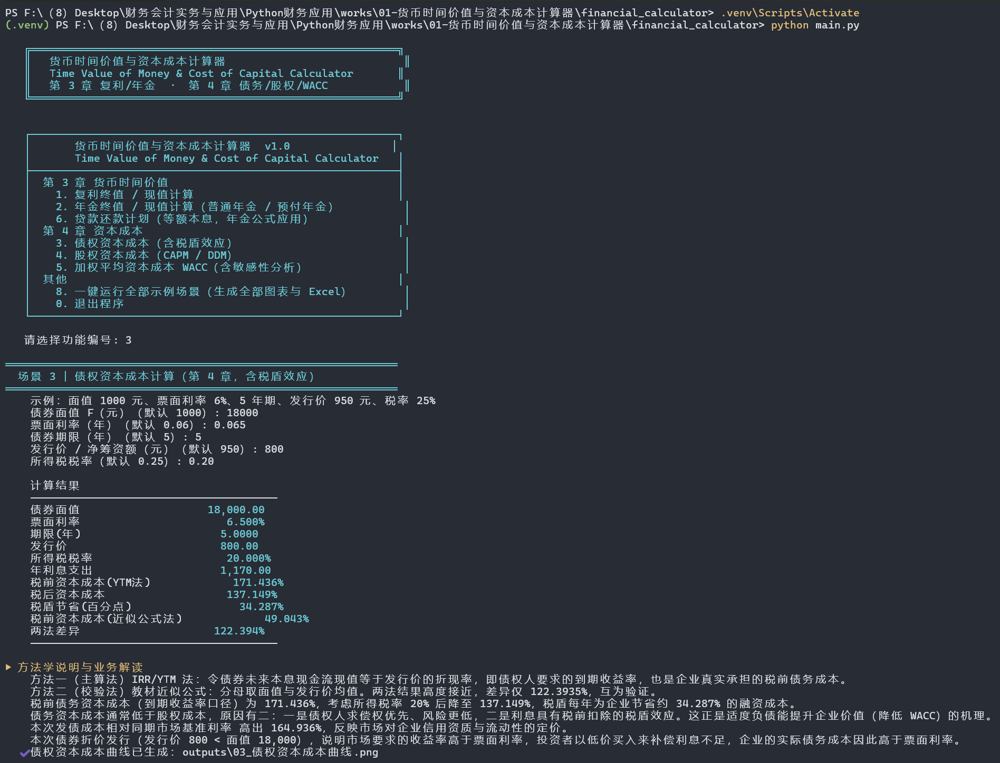 PS F:\（8）Desktop\财务会计实务与应用\Python财务应用\works\01-货币时间价值与资本成本计算器\financial_calculator> .venv\Scripts\Activate
(.venv) PS F:\（8）Desktop\财务会计实务与应用\Python财务应用\works\01-货币时间价值与资本成本计算器\financial_calculator> python main.py
货币时间价值与资本成本计算器
Time Value of Money & Cost of Capital Calculator
第 3 章 复利/年金 · 第 4 章 债务/股权/WACC
货币时间价值与资本成本计算器 v1.0
Time Value of Money & Cost of Capital Calculator
第 3 章 货币时间价值
1. 复利终值 / 现值计算
2. 年金终值 / 现值计算（普通年金 / 预付年金）
6. 贷款还款计划（等额本息，年金公式应用）
第 4 章 资本成本
3. 债权资本成本（含税盾效应）
4. 股权资本成本（CAPM / DDM）
5. 加权平均资本成本 WACC（含敏感性分析）
其他
8. 一键运行全部示例场景（生成全部图表与 Excel）
0. 退出程序
请选择功能编号: 3
场景 3 | 债权资本成本计算（第 4 章，含税盾效应）
示例：面值 1000 元、票面利率 6%、5 年期、发行价 950 元、税率 25%
债券面值 F（元）（默认 1000）: 18000
票面利率（年）（默认 0.06）: 0.065
债券期限（年）（默认 5）: 5
发行价 / 净筹资额（元）（默认 950）: 800
所得税税率（默认 0.25）: 0.20
计算结果
债券面值 18,000.00
票面利率 6.500%
期限(年) 5.0000
发行价 800.00
所得税税率 20.000%
年利息支出 1,170.00
税前资本成本(YTM法) 171.436%
税后资本成本 137.149%
税盾节省(百分点) 34.287%
税前资本成本(近似公式法) 49.043%
两法差异 122.394%
▶ 方法学说明与业务解读
方法一（主算法）IRR/YTM 法：令债券未来本息现金流现值等于发行价的折现率，即债权人要求的到期收益率，也是企业真实承担的税前债务成本。
方法二（校验法）教材近似公式：分母取面值与发行价均值。两法结果高度接近，差异仅 122.3935%，互为验证。
税前债务资本成本（到期收益率口径）为 171.436%，考虑所得税率 20% 后降至 137.149%，税盾每年为企业节省约 34.287% 的融资成本。
债务资本成本通常低于股权成本，原因有二：一是债权人求偿权优先、风险更低，二是利息具有税前扣除的税盾效应。这正是适度负债能提升企业价值（降低 WACC）的机理。
本次发债成本相对同期市场基准利率 高出 164.936%，反映市场对企业信用资质与流动性的定价。
本次债券折价发行（发行价 800 < 面值 18,000），说明市场要求的收益率高于票面利率，投资者以低价买入来补偿利息不足，企业的实际债务成本因此高于票面利率。
✔债权资本成本曲线已生成：outputs\03_债权资本成本曲线.png